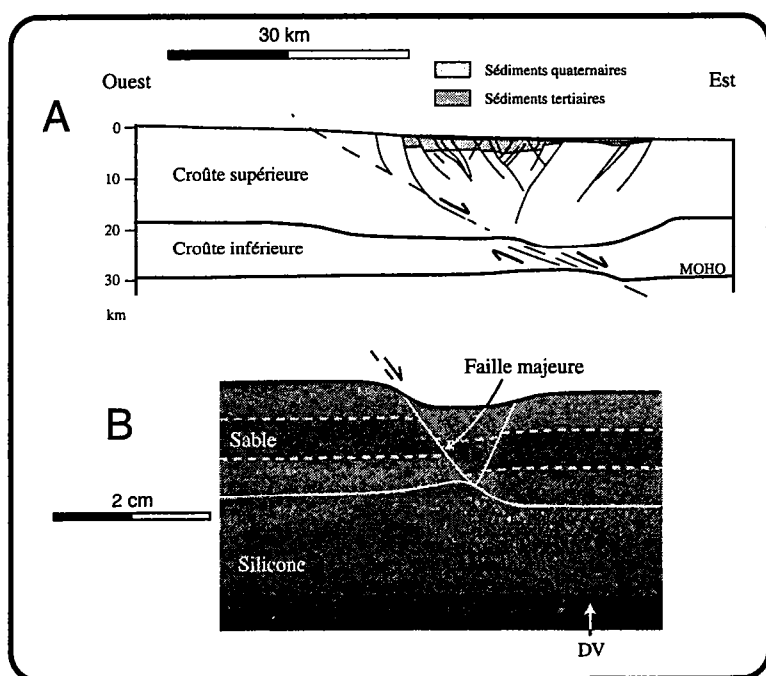 30 km
Ouest
Sédiments quaternaires
Sédiments tertiaires
Est
A
0
10
20
30
km
Croûte supérieure
Croûte inférieure
MOHO
B
Faille majeure
Sable
2 cm
Silicone
DV